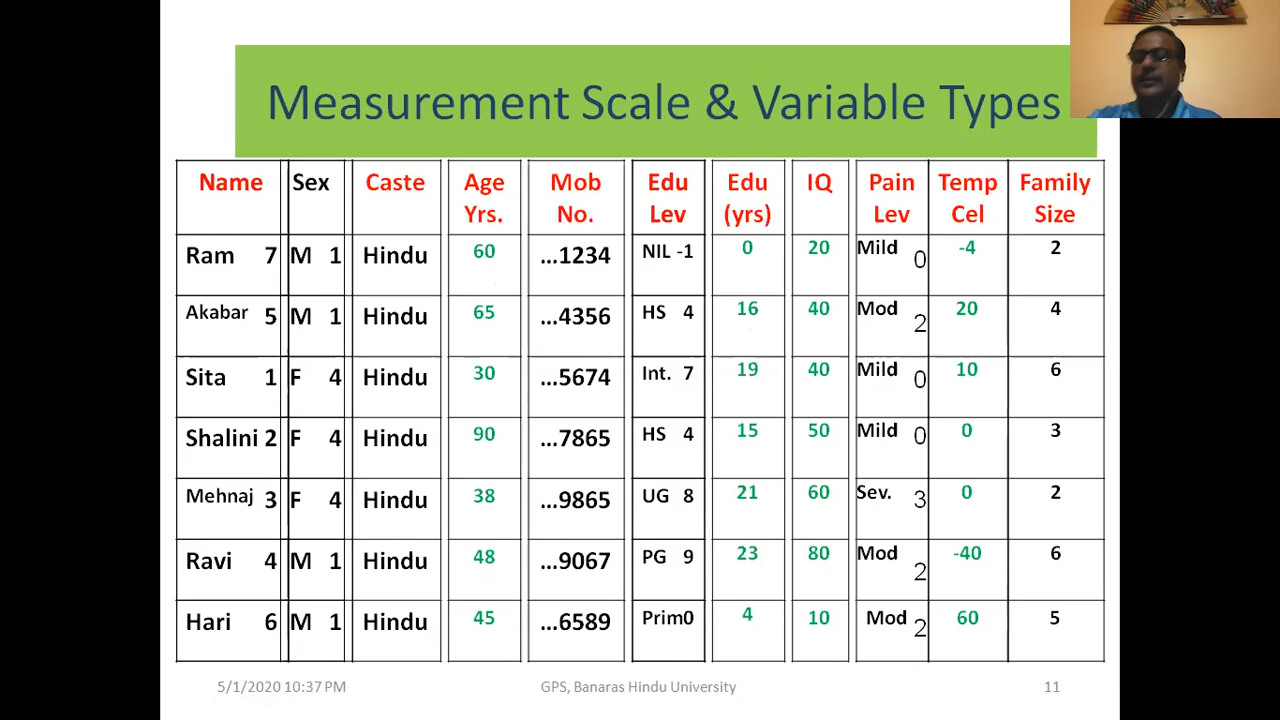 Measurement Scale & Variable Types
Name Sex Caste Age Yrs. Mob No. Edu Lev Edu (yrs) IQ Pain Lev Temp Cel Family Size
Ram 7 M 1 Hindu 60 ...1234 NIL -1 0 20 Mild 0 -4 2
Akabar 5 M 1 Hindu 65 ...4356 HS 4 16 40 Mod 2 20 4
Sita 1 F 4 Hindu 30 ...5674 Int. 7 19 40 Mild 0 10 6
Shalini 2 F 4 Hindu 90 ...7865 HS 4 15 50 Mild 0 0 3
Mehnaj 3 F 4 Hindu 38 ...9865 UG 8 21 60 Sev. 3 0 2
Ravi 4 M 1 Hindu 48 ...9067 PG 9 23 80 Mod 2 -40 6
Hari 6 M 1 Hindu 45 ...6589 Prim0 4 10 Mod 2 60 5
5/1/2020 10:37 PM GPS, Banaras Hindu University 11